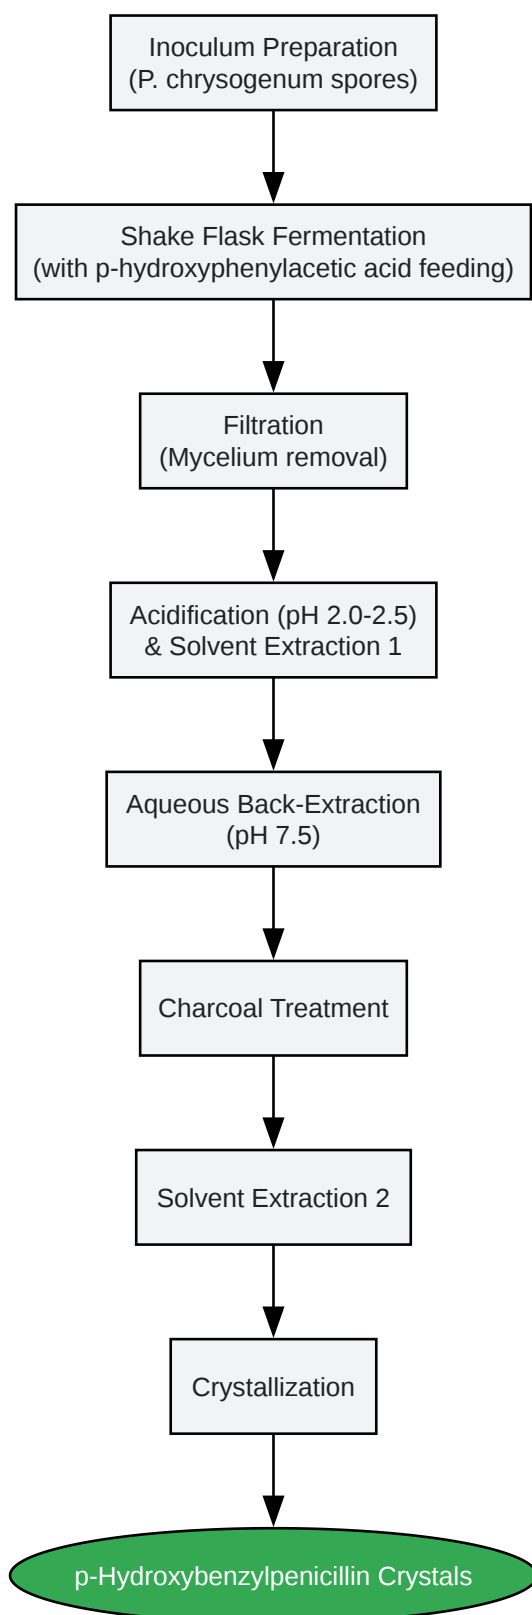 Inoculum Preparation
(P. chrysogenum spores)
Shake Flask Fermentation
(with p-hydroxyphenylacetic acid feeding)
Filtration
(Mycelium removal)
Acidification (pH 2.0-2.5)
& Solvent Extraction 1
Aqueous Back-Extraction
(pH 7.5)
Charcoal Treatment
Solvent Extraction 2
Crystallization
p-Hydroxybenzylpenicillin Crystals